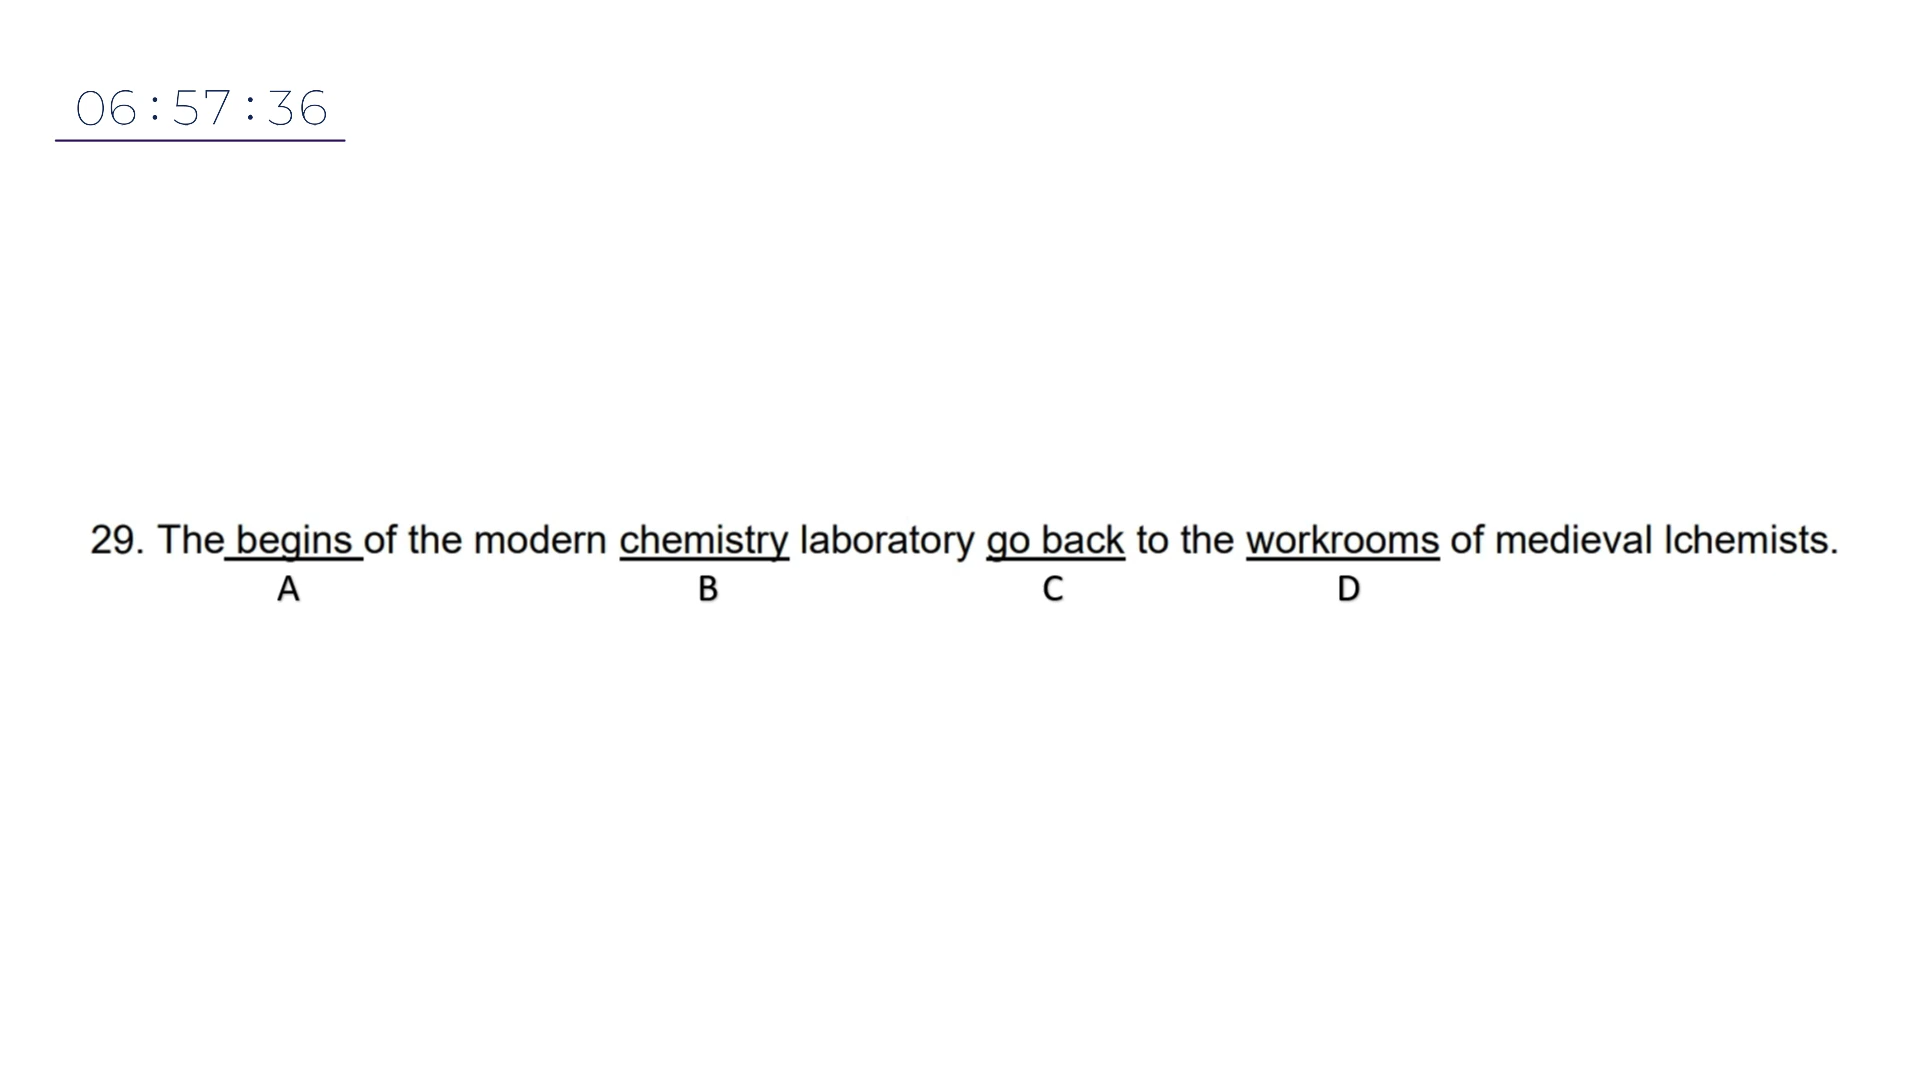 06:57:36
29. The begins of the modern chemistry laboratory go back to the workrooms of medieval lchemists.
A B C D